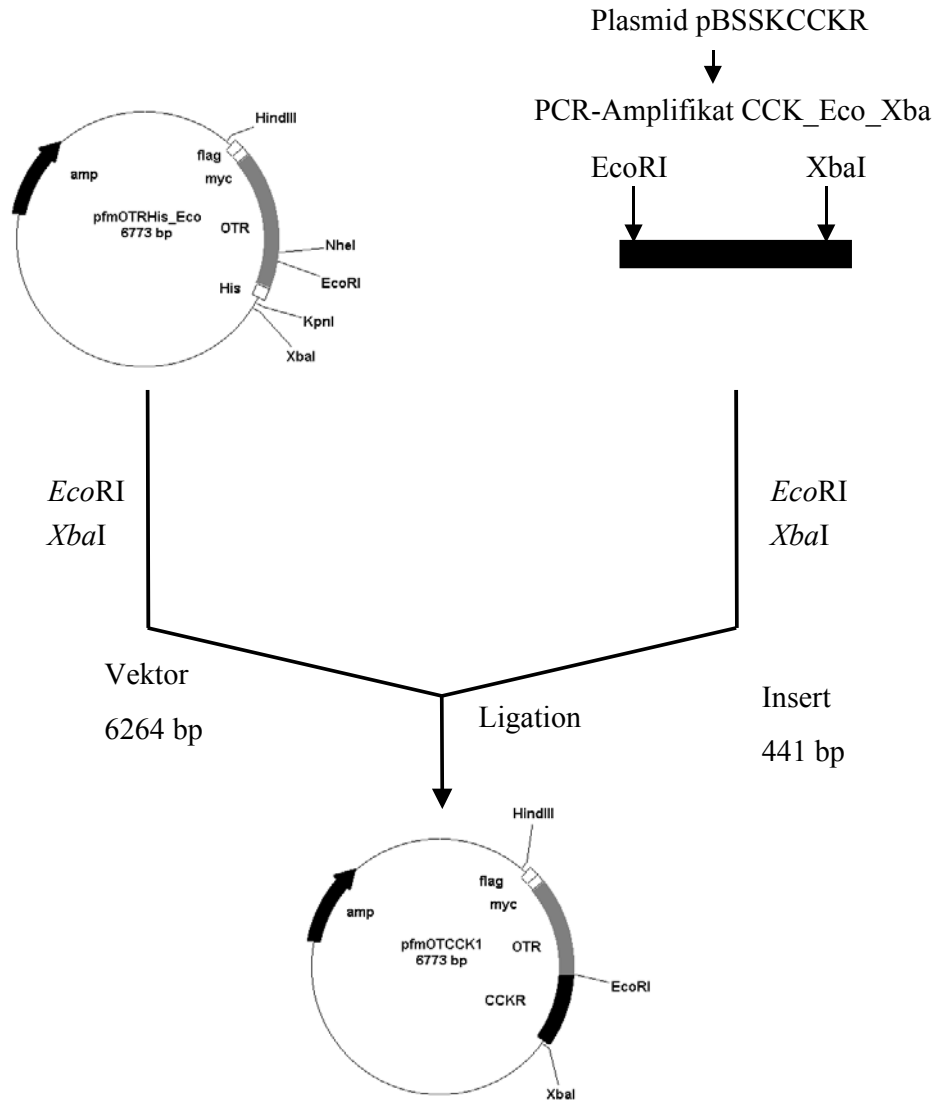 Plasmid pBSSKCCKR
PCR-Amplifikat CCK_Eco_Xba
EcoRI XbaI
HindIII
flag
myc
amp
pfmOTRHis_Eco
6773 bp
OTR
NheI
EcoRI
His
KpnI
XbaI
EcoRI
XbaI
EcoRI
XbaI
Vektor
6264 bp
Ligation
Insert
441 bp
HindIII
flag
myc
amp
pfmOTCCK1
6773 bp
OTR
EcoRI
CCKR
XbaI